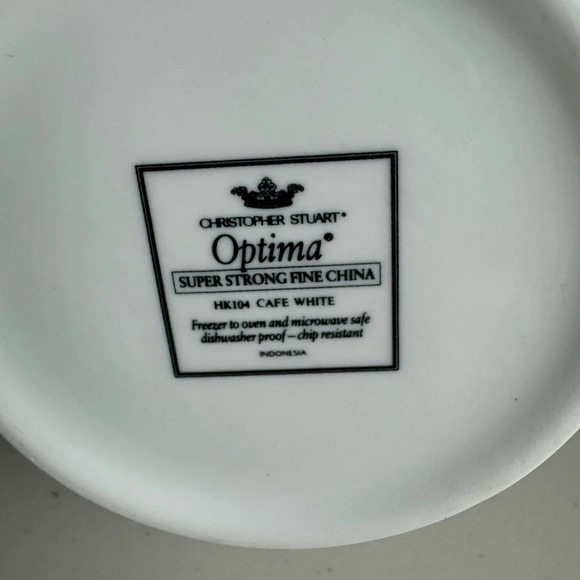 CHRISTOPHER STUART®
Optima®
SUPER STRONG FINE CHINA
HK104 CAFE WHITE
Freezer to oven and microwave safe
dishwasher proof – chip resistant
INDONESIA